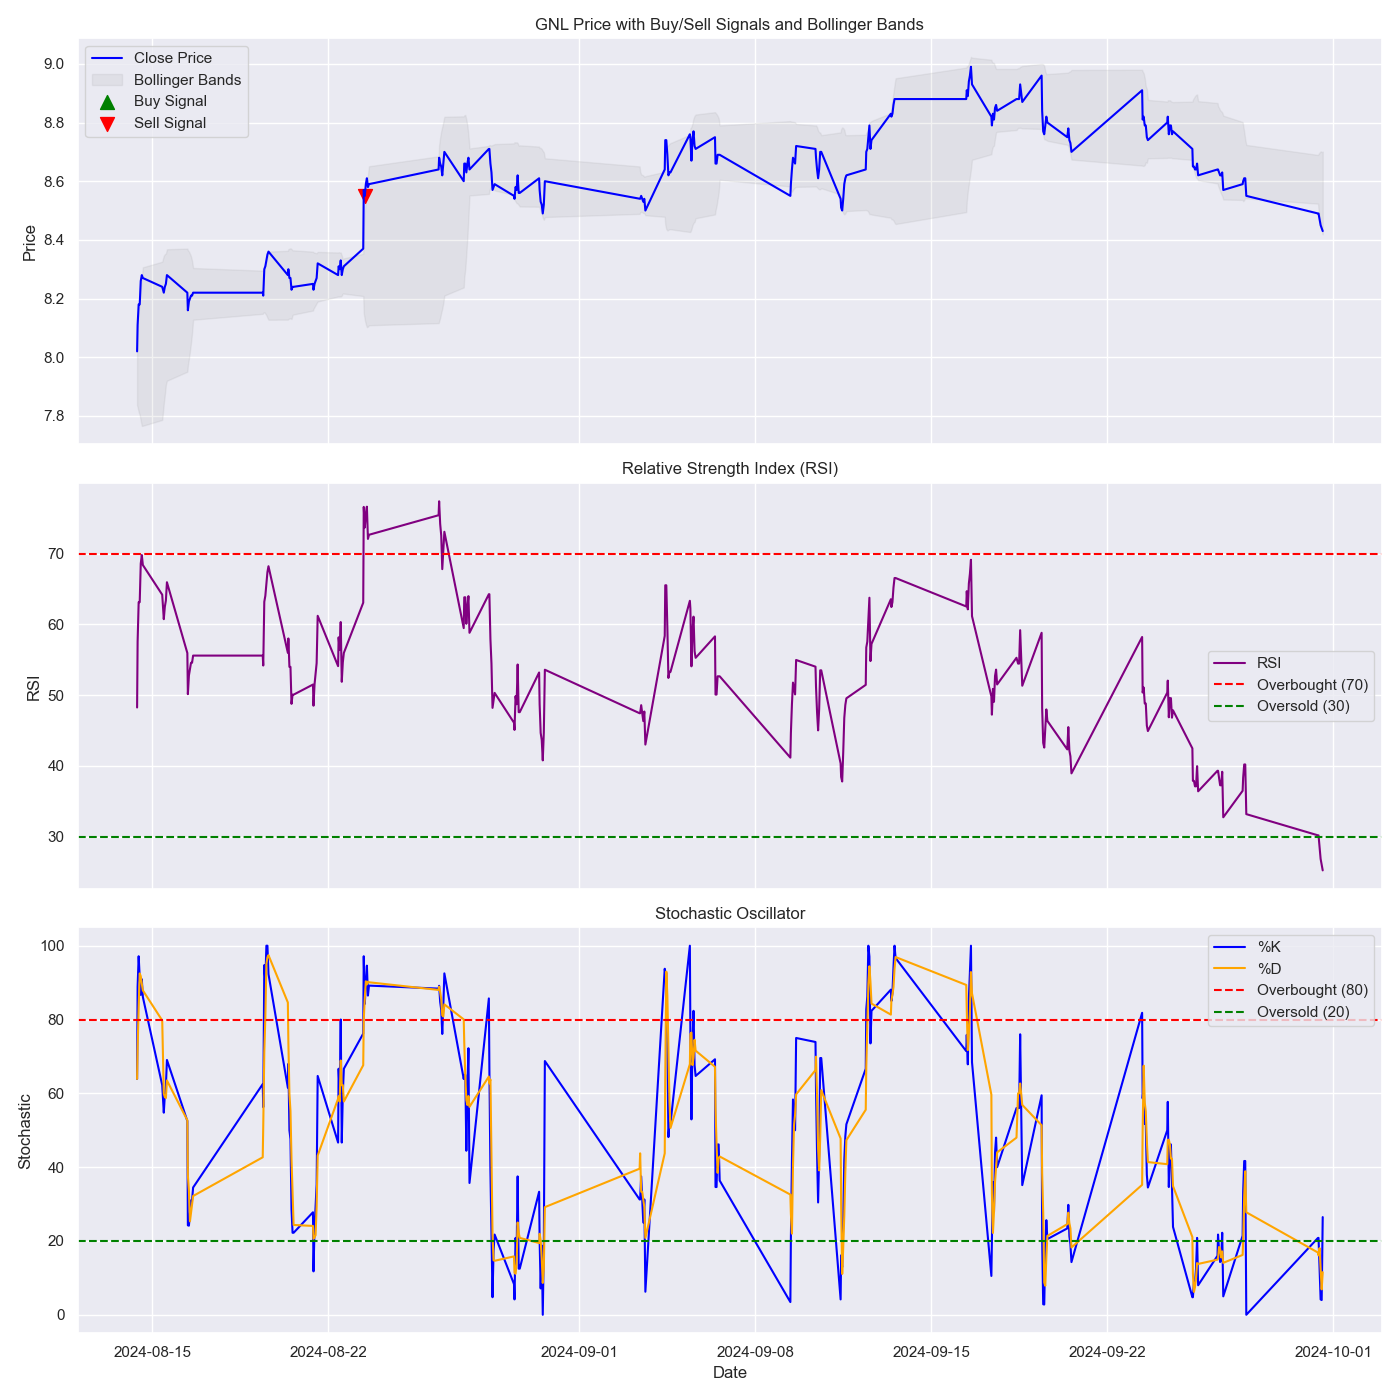 GNL Price with Buy/Sell Signals and Bollinger Bands
Close Price
Bollinger Bands
Buy Signal
Sell Signal
Price
9.0
8.8
8.6
8.4
8.2
8.0
7.8
Relative Strength Index (RSI)
RSI
70
60
50
40
30
RSI
Overbought (70)
Oversold (30)
Stochastic Oscillator
Stochastic
100
80
60
40
20
0
%K
%D
Overbought (80)
Oversold (20)
2024-08-15
2024-08-22
2024-09-01
2024-09-08
2024-09-15
2024-09-22
2024-10-01
Date